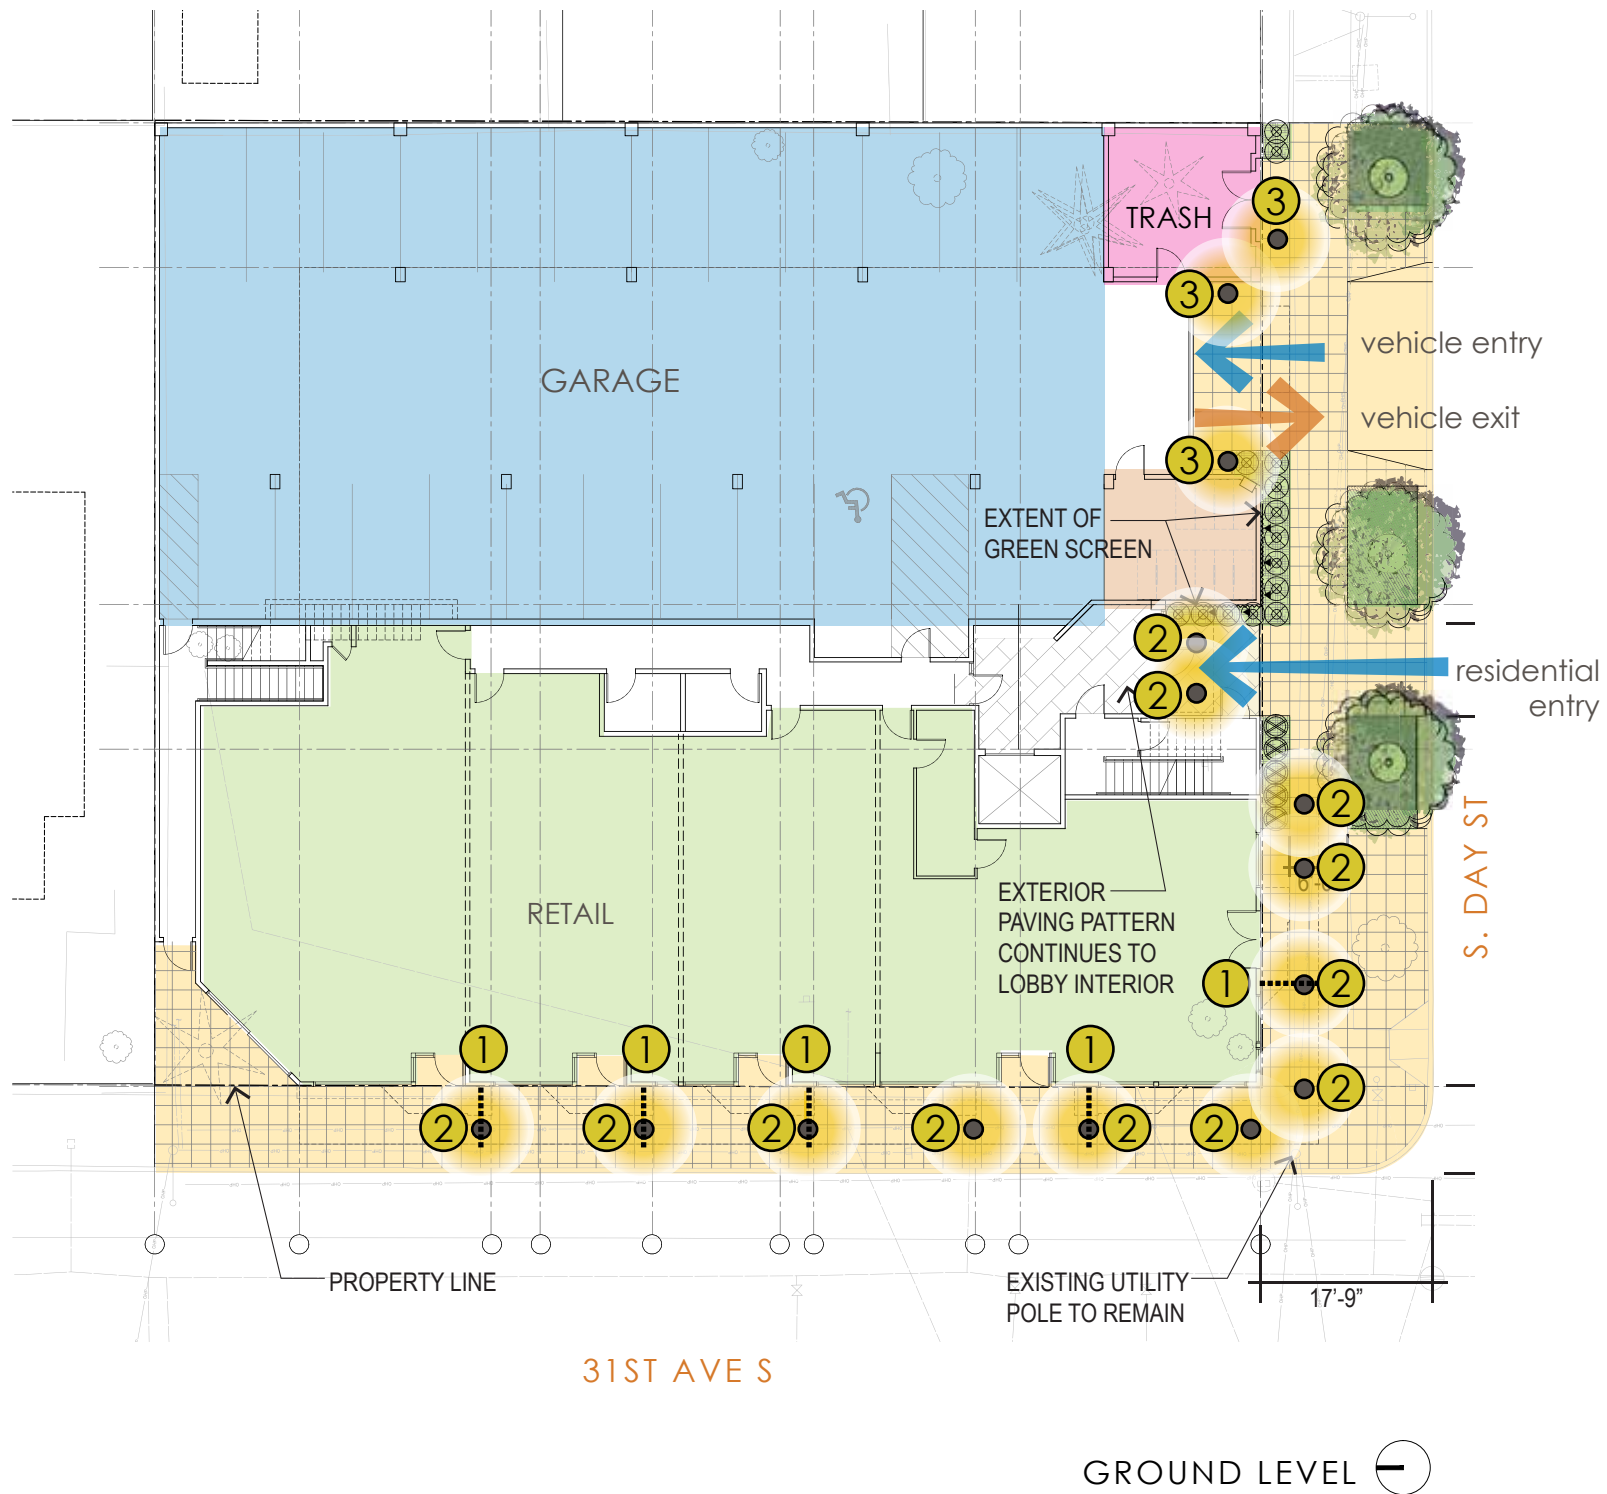 3
TRASH
3
vehicle entry
GARAGE
vehicle exit
3
EXTENT OF
GREEN SCREEN
2
residential
entry
2
2
2
S. DAY ST
EXTERIOR
PAVING PATTERN
CONTINUES TO
LOBBY INTERIOR
RETAIL
1
2
1
1
1
1
2
2
2
2
2
2
2
PROPERTY LINE
EXISTING UTILITY
POLE TO REMAIN
17'-9"
31ST AVE S
GROUND LEVEL